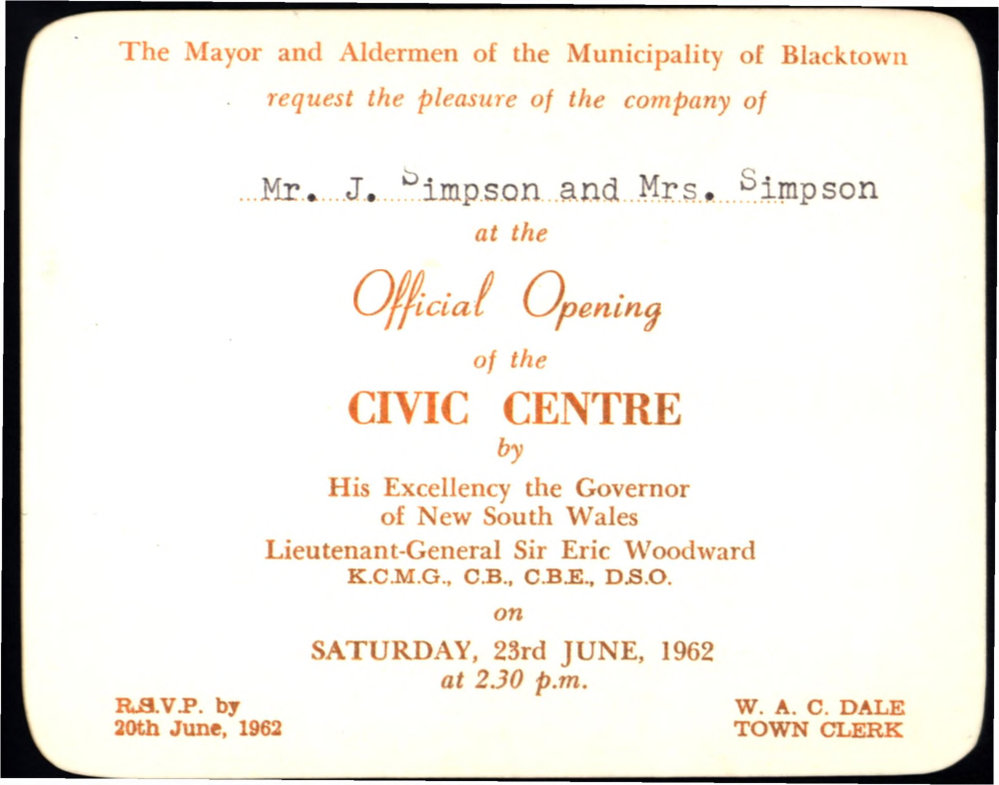 The Mayor and Aldermen of the Municipality of Blacktown
request the pleasure of the company of
Mr. J. Simpson and Mrs. Simpson
at the
Official Opening
of the
CIVIC CENTRE
by
His Excellency the Governor
of New South Wales
Lieutenant-General Sir Eric Woodward
K.C.M.G., C.B., C.B.E., D.S.O.
on
SATURDAY, 23rd JUNE, 1962
at 2.30 p.m.
R.S.V.P. by
20th June, 1962
W. A. C. DALE
TOWN CLERK